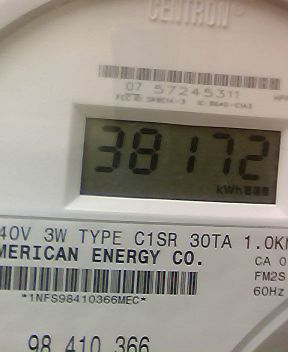 CENTRON®
07 57245311
38172
kWh
40V 3W TYPE C1SR 30TA 1.0K
MERICAN ENERGY CO.
CA 0
FM2S
60Hz
*1NFS98410366MEC*
98 410 366